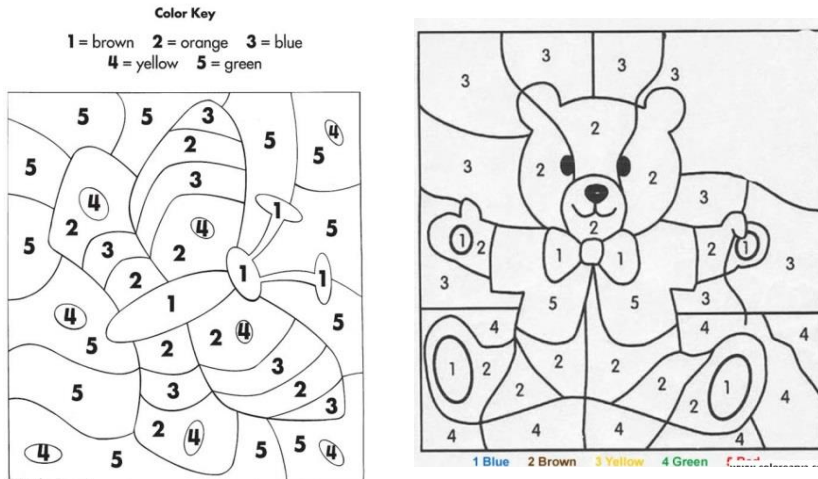 Color Key
1 = brown 2 = orange 3 = blue
4 = yellow 5 = green
5 5 3 4
2 5 5
5 3
4 1
2 4 5
5 3 2
2 1 1
4 1
5 2 2 4 5
5 3
3 2 3
2 4
4 5 5 5 4
3 3 3 3
2
3 2 2
3
2
1 2 1 1 2 1
3 3
5 5 3
4 4 4
1 2 2 2 2 1
2 2 4
4 4 4 4
1 Blue 2 Brown 3 Yellow 4 Green 5 Red